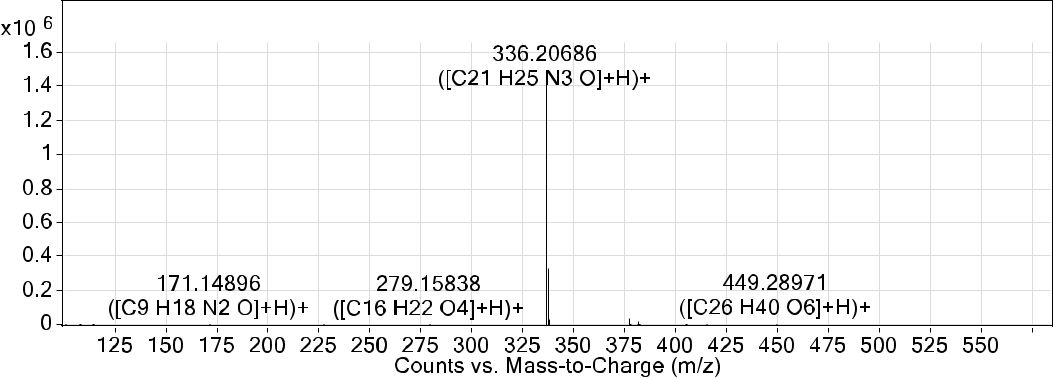 x10 6
1.6
1.4
1.2
1
0.8
0.6
0.4
0.2
0
336.20686
([C21 H25 N3 O]+H)+
171.14896
([C9 H18 N2 O]+H)+
279.15838
([C16 H22 O4]+H)+
449.28971
([C26 H40 O6]+H)+
125 150 175 200 225 250 275 300 325 350 375 400 425 450 475 500 525 550
Counts vs. Mass-to-Charge (m/z)